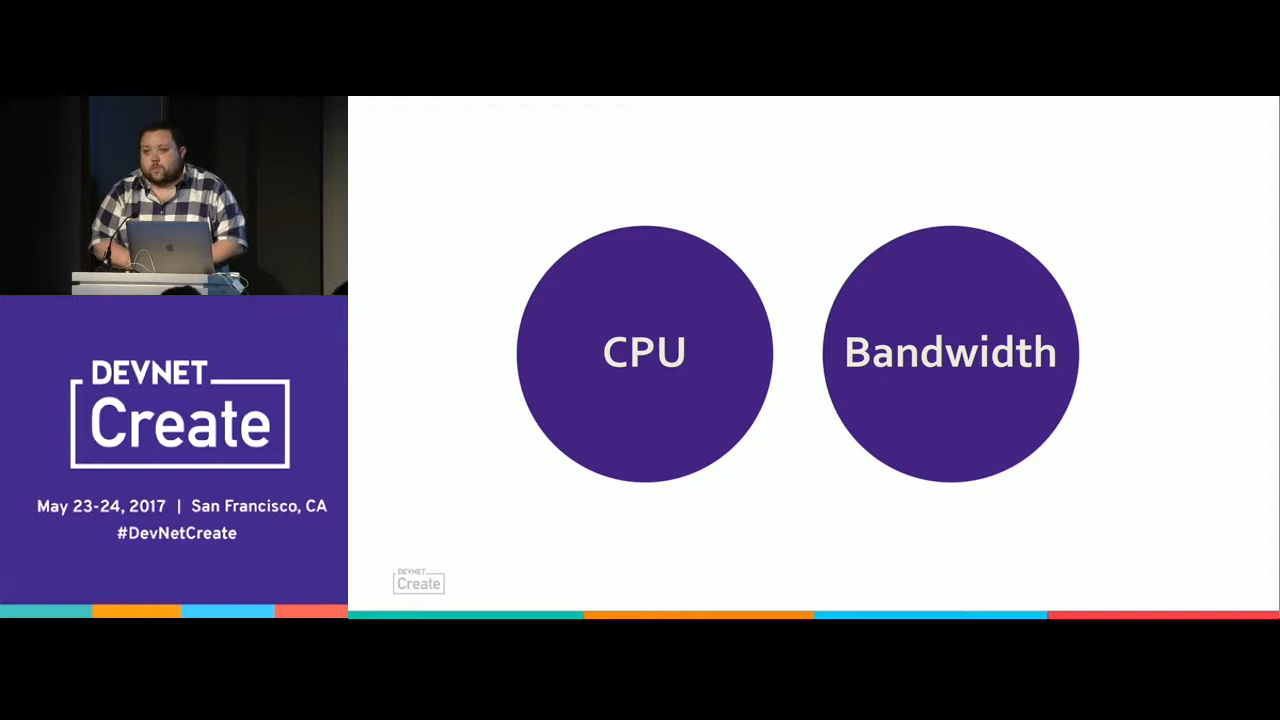 CPU
Bandwidth
DEVNET
Create
May 23-24, 2017 | San Francisco, CA
#DevNetCreate
DEVNET
Create